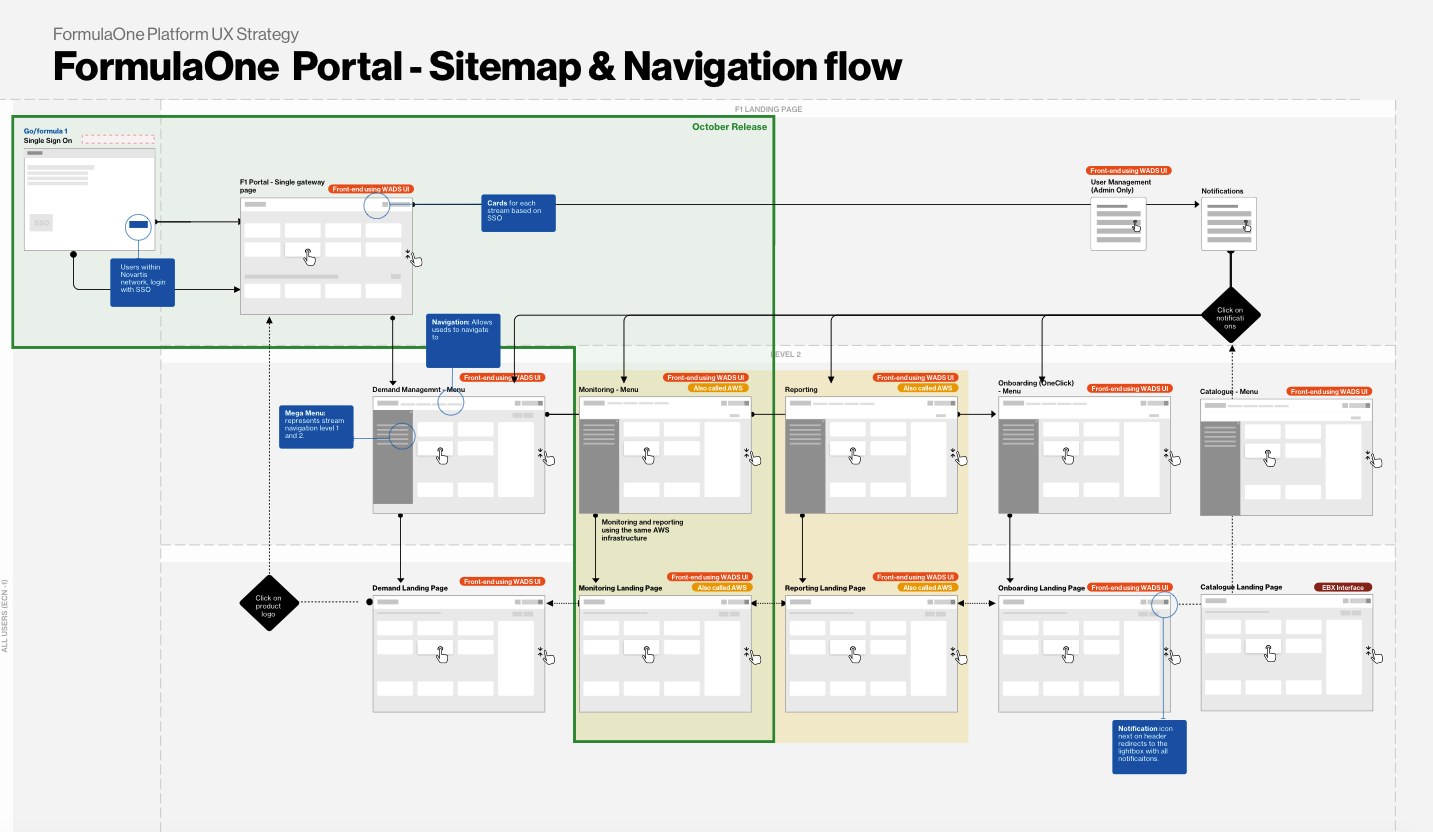 FormulaOne Platform UX Strategy
FormulaOne Portal - Sitemap & Navigation flow
F1 LANDING PAGE
October Release
Go/formula 1
Single Sign On
SSO
Users within
Novartis
network, login
with SSO
F1 Portal - Single gateway
page
Front-end using WADS UI
Cards for each
stream based on
SSO
Front-end using WADS UI
User Management
(Admin Only)
Notifications
Click on
notificati
ons
Navigation: Allows
useds to navigate
to
LEVEL 2
Mega Menu:
represents stream
navigation level 1
and 2.
Front-end using WADS UI
Demand Managemnt - Menu
Front-end using WADS UI
Also called AWS
Monitoring - Menu
Front-end using WADS UI
Also called AWS
Reporting
Onboarding (OneClick)
- Menu
Front-end using WADS UI
Catalogue - Menu
Front-end using WADS UI
Monitoring and reporting
using the same AWS
infrastructure
ALL USERS (ECN -1)
Click on
product
logo
Demand Landing Page
Front-end using WADS UI
Front-end using WADS UI
Monitoring Landing Page
Also called AWS
Front-end using WADS UI
Reporting Landing Page
Also called AWS
Onboarding Landing Page
Front-end using WADS UI
Catalogue Landing Page
EBX Interface
Notification icon
next on header
redirects to the
lightbox with all
notificaitons.